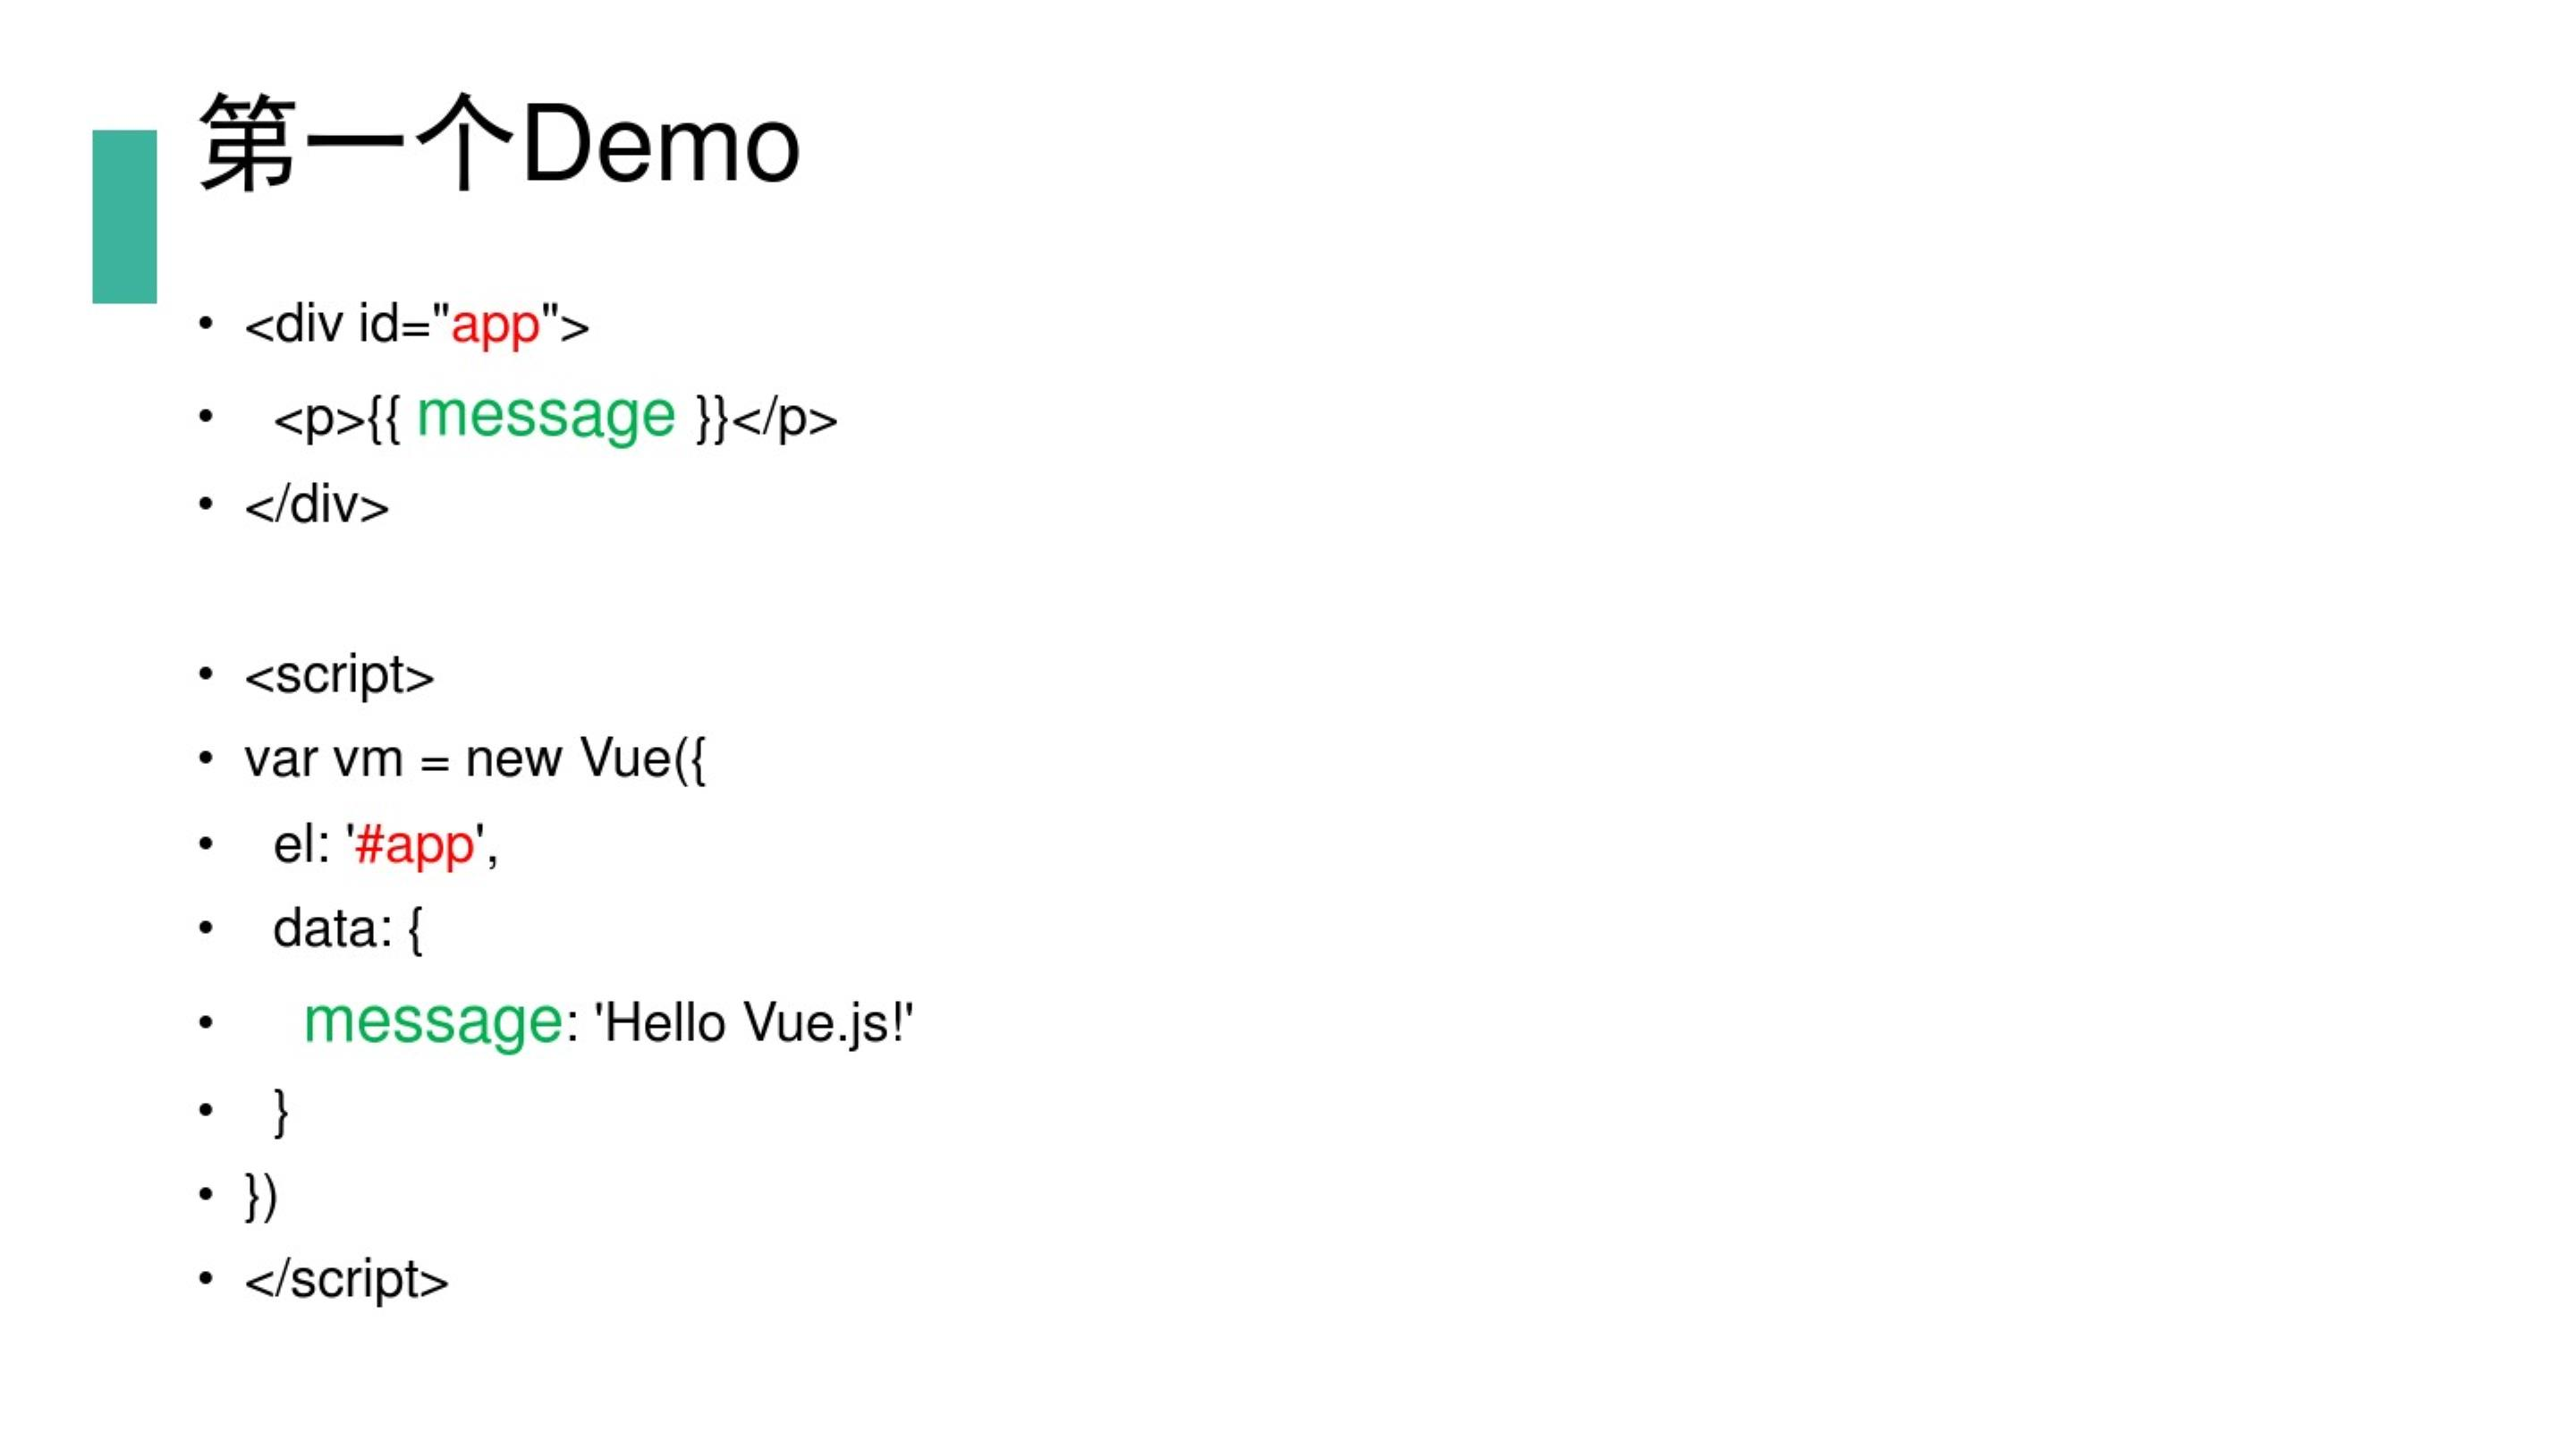 第一个Demo
• <div id="app">
•   <p>{{ message }}</p>
• </div>
• <script>
• var vm = new Vue({
•   el: '#app',
•   data: {
•     message: 'Hello Vue.js!'
•   }
• })
• </script>